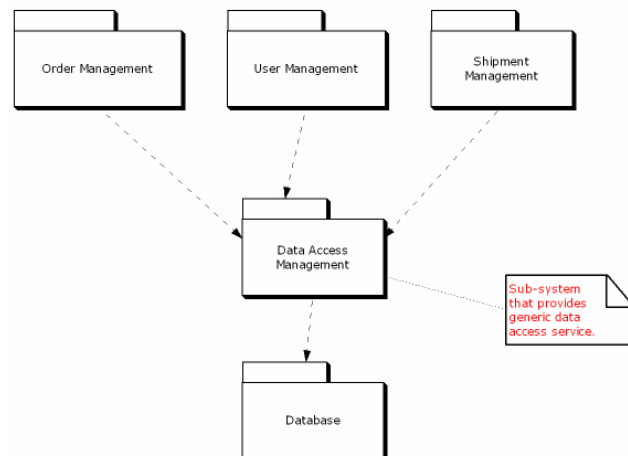 Order Management
User Management
Shipment
Management
Data Access
Management
Sub-system
that provides
generic data
access service.
Database